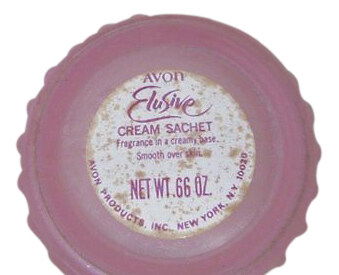 AVON
Elusive
CREAM SACHET
Fragrance in a creamy base.
Smooth over skin.
NET WT .66 OZ.
AVON PRODUCTS, INC., NEW YORK, N.Y. 10020